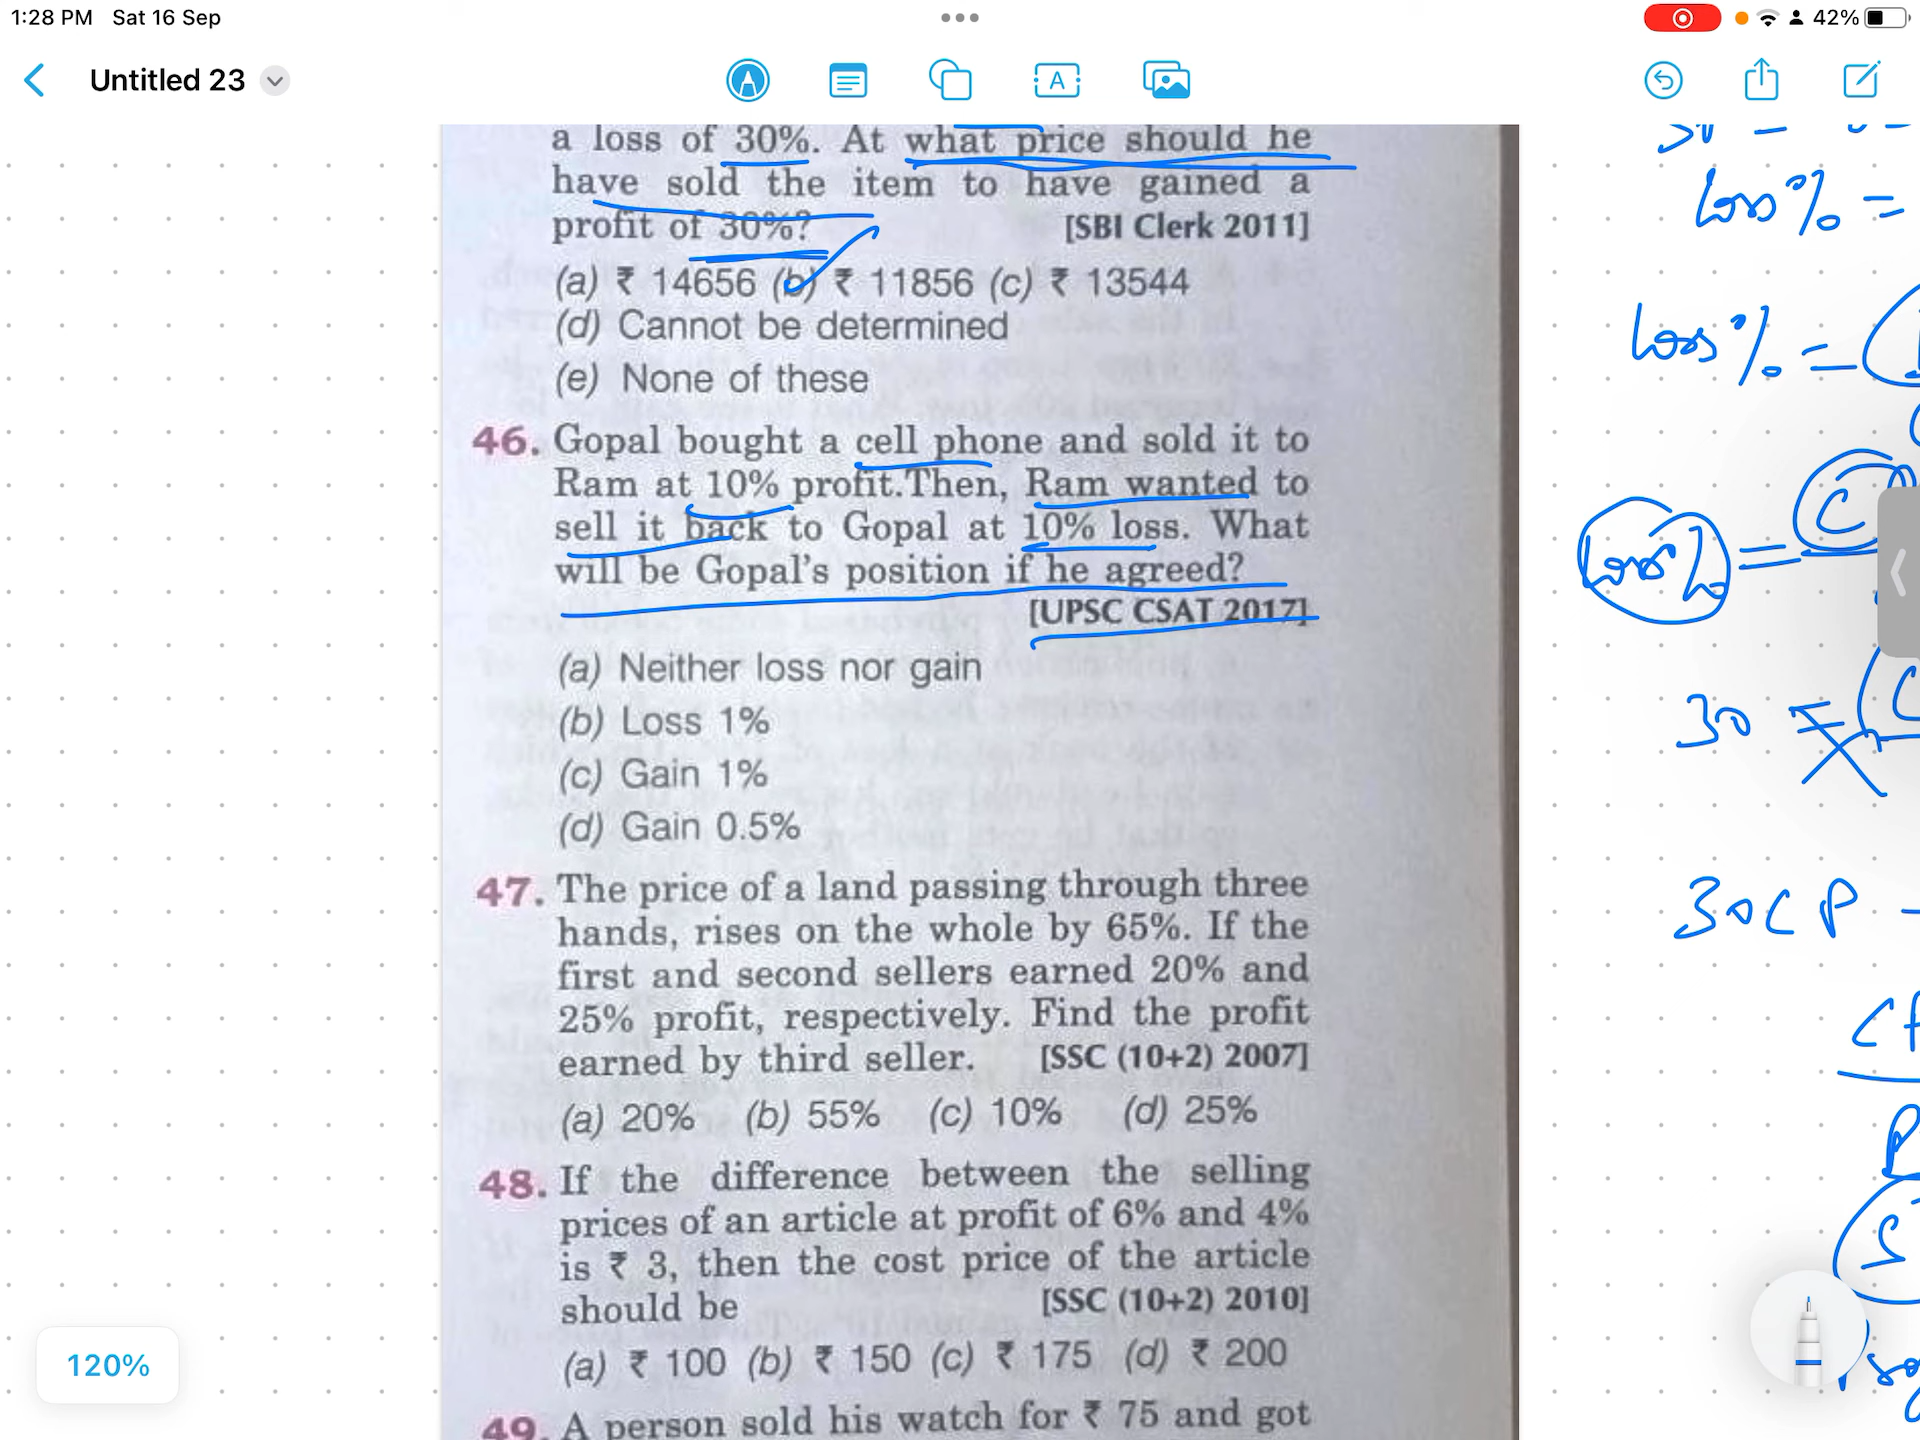 1:28 PM Sat 16 Sep
42%
Untitled 23
A
a loss of 30%. At what price should he
have sold the item to have gained a
profit of 30%? [SBI Clerk 2011]
(a) ₹ 14656 (b) ₹ 11856 (c) ₹ 13544
(d) Cannot be determined
(e) None of these
46. Gopal bought a cell phone and sold it to
Ram at 10% profit.Then, Ram wanted to
sell it back to Gopal at 10% loss. What
will be Gopal's position if he agreed?
[UPSC CSAT 2017]
(a) Neither loss nor gain
(b) Loss 1%
(c) Gain 1%
(d) Gain 0.5%
47. The price of a land passing through three
hands, rises on the whole by 65%. If the
first and second sellers earned 20% and
25% profit, respectively. Find the profit
earned by third seller. [SSC (10+2) 2007]
(a) 20% (b) 55% (c) 10% (d) 25%
48. If the difference between the selling
prices of an article at profit of 6% and 4%
is ₹ 3, then the cost price of the article
should be [SSC (10+2) 2010]
(a) ₹ 100 (b) ₹ 150 (c) ₹ 175 (d) ₹ 200
49. A person sold his watch for ₹ 75 and got
loss % =
loss % =
loss % = C
30 =
30 C P -
120%